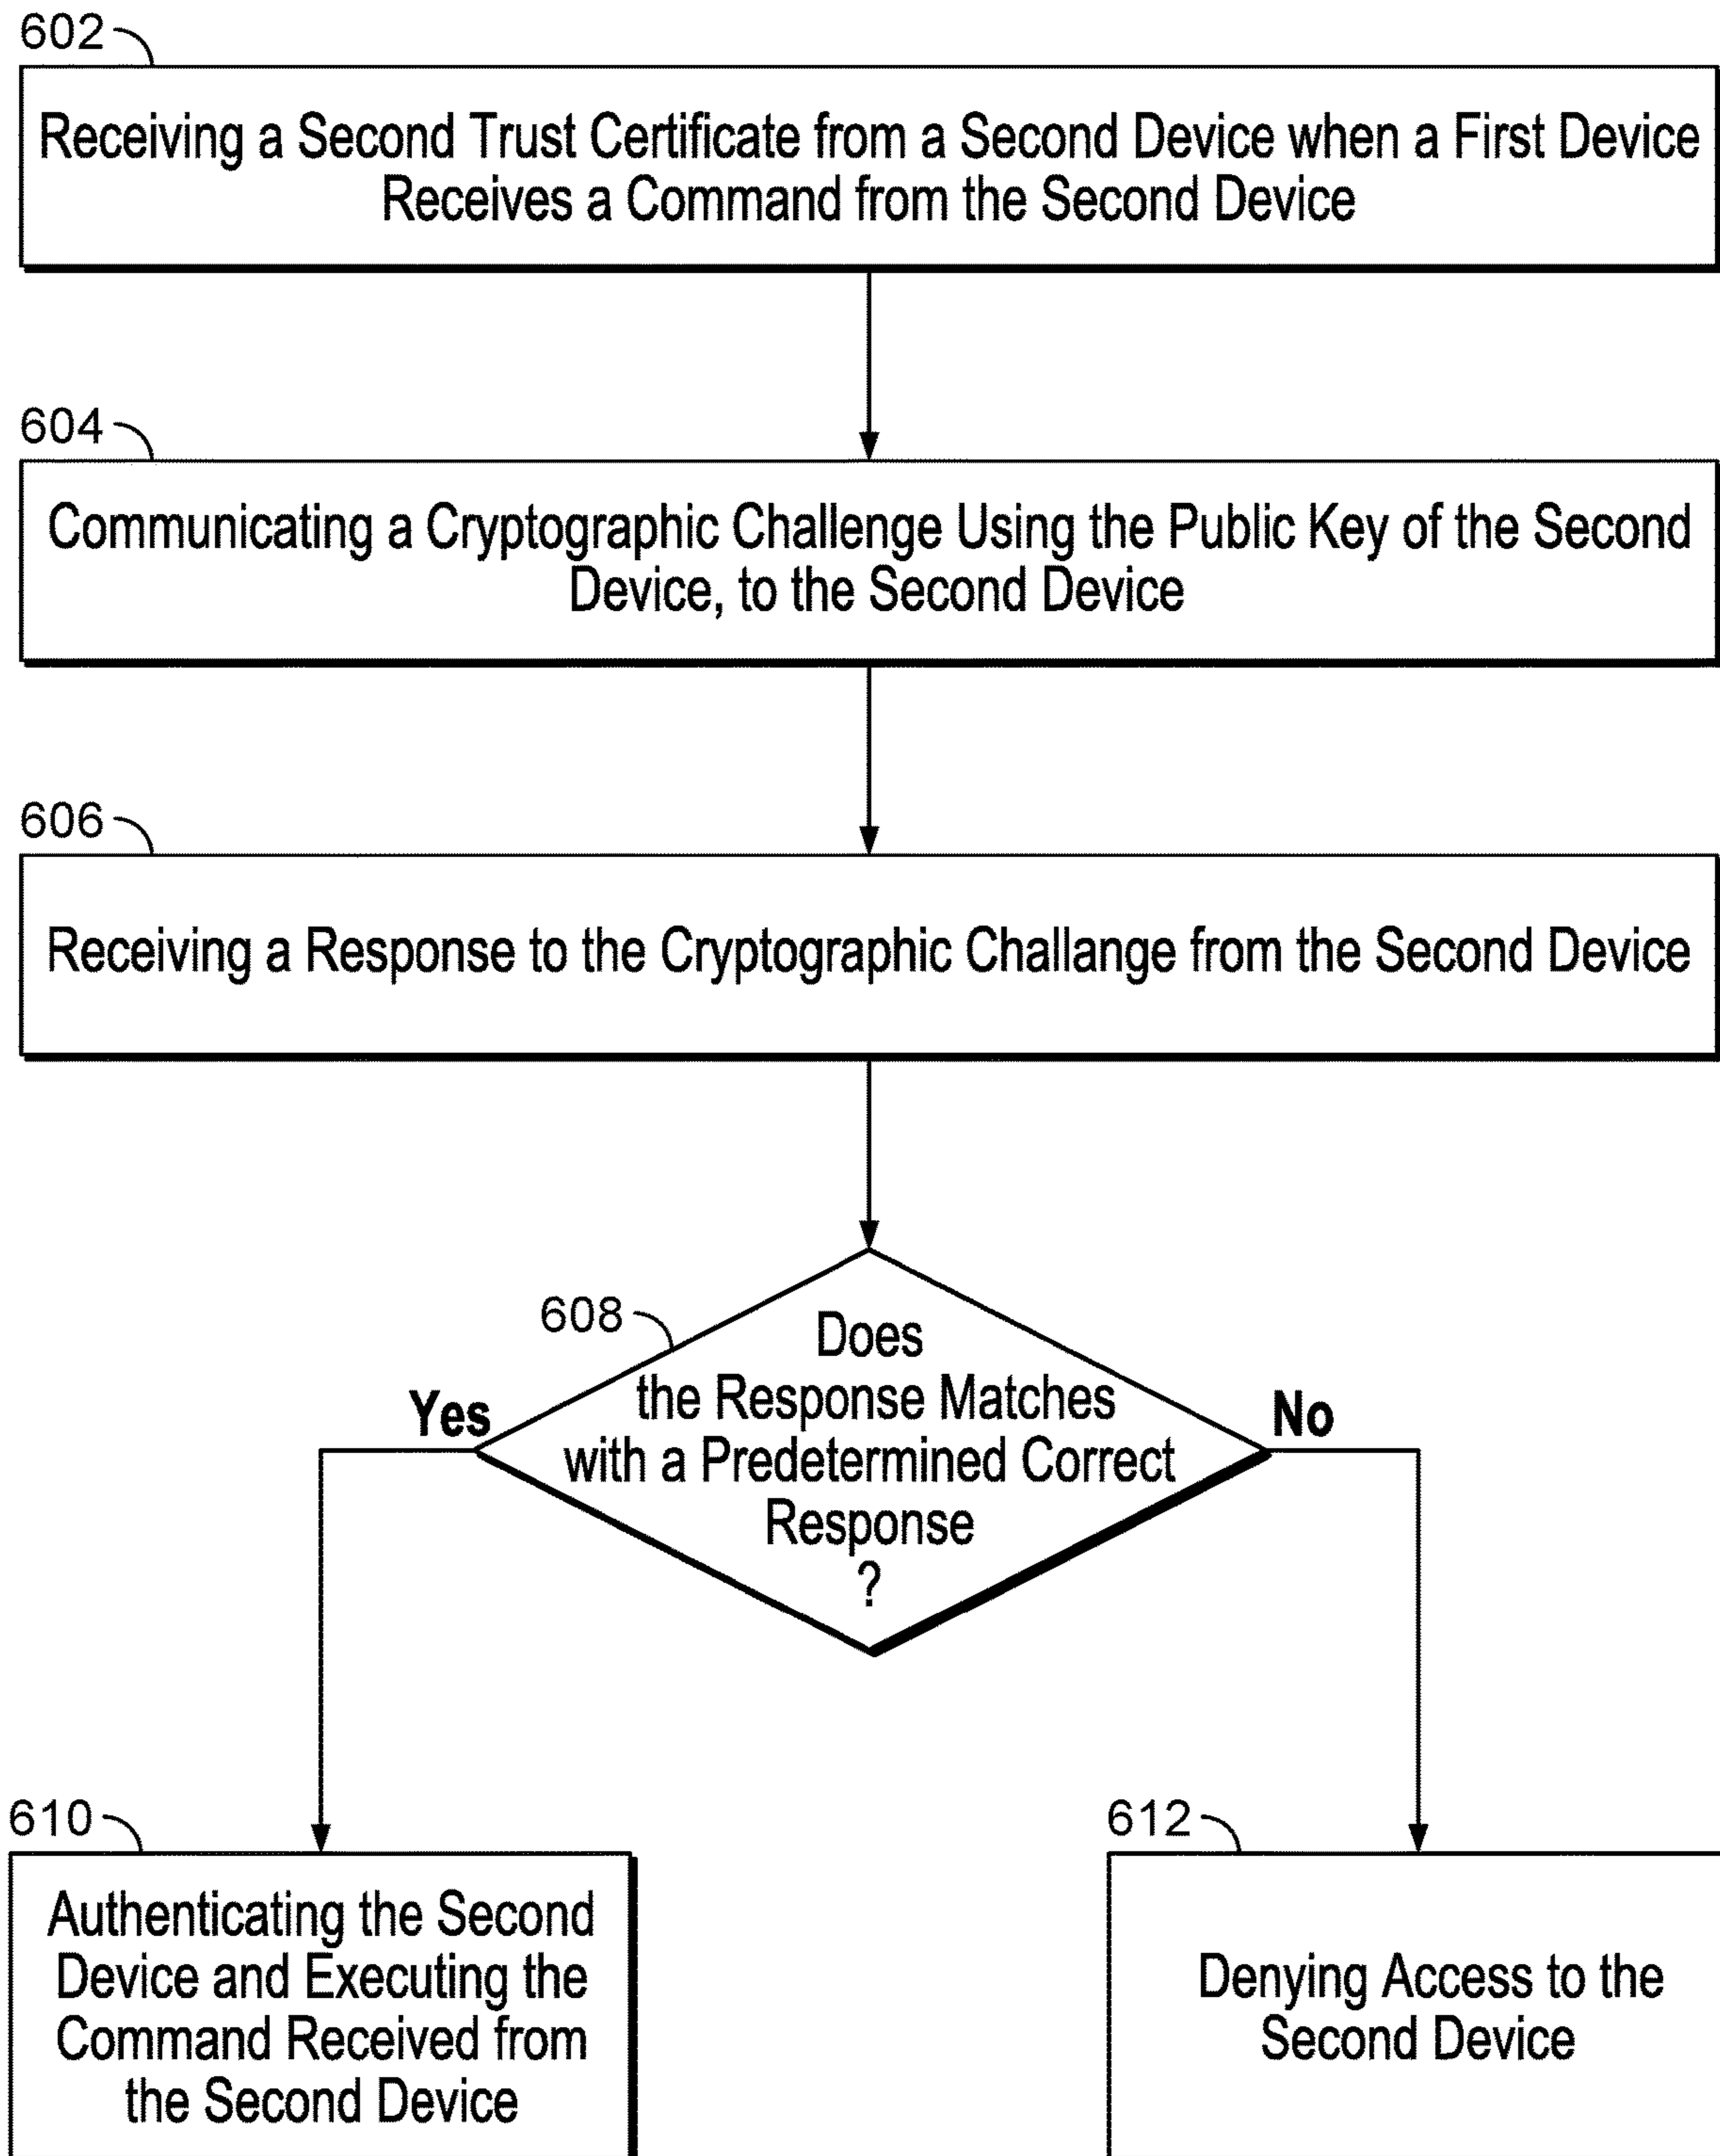 602
Receiving a Second Trust Certificate from a Second Device when a First Device
Receives a Command from the Second Device
604
Communicating a Cryptographic Challenge Using the Public Key of the Second
Device, to the Second Device
606
Receiving a Response to the Cryptographic Challange from the Second Device
608
Does
the Response Matches
with a Predetermined Correct
Response
?
Yes
No
610
Authenticating the Second
Device and Executing the
Command Received from
the Second Device
612
Denying Access to the
Second Device